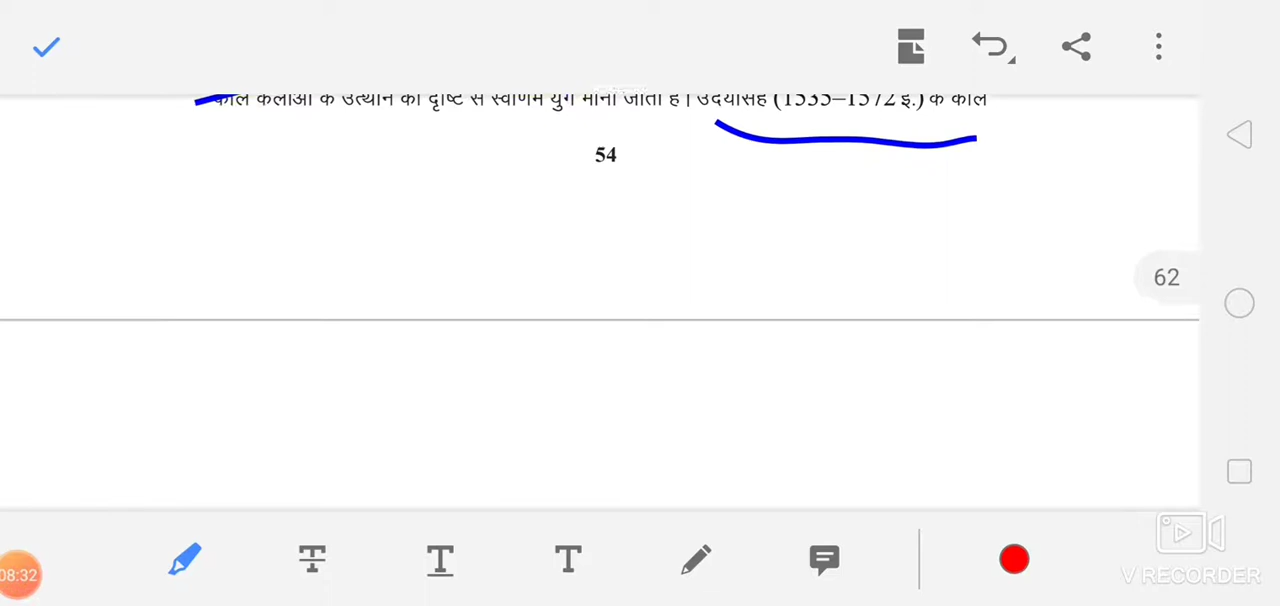 काल कलाओं के उत्थान की दृष्टि से स्वर्णिम युग माना जाता है। उदयसिंह (1535–1572 ई.) के काल
54
62
08:32
V RECORDER